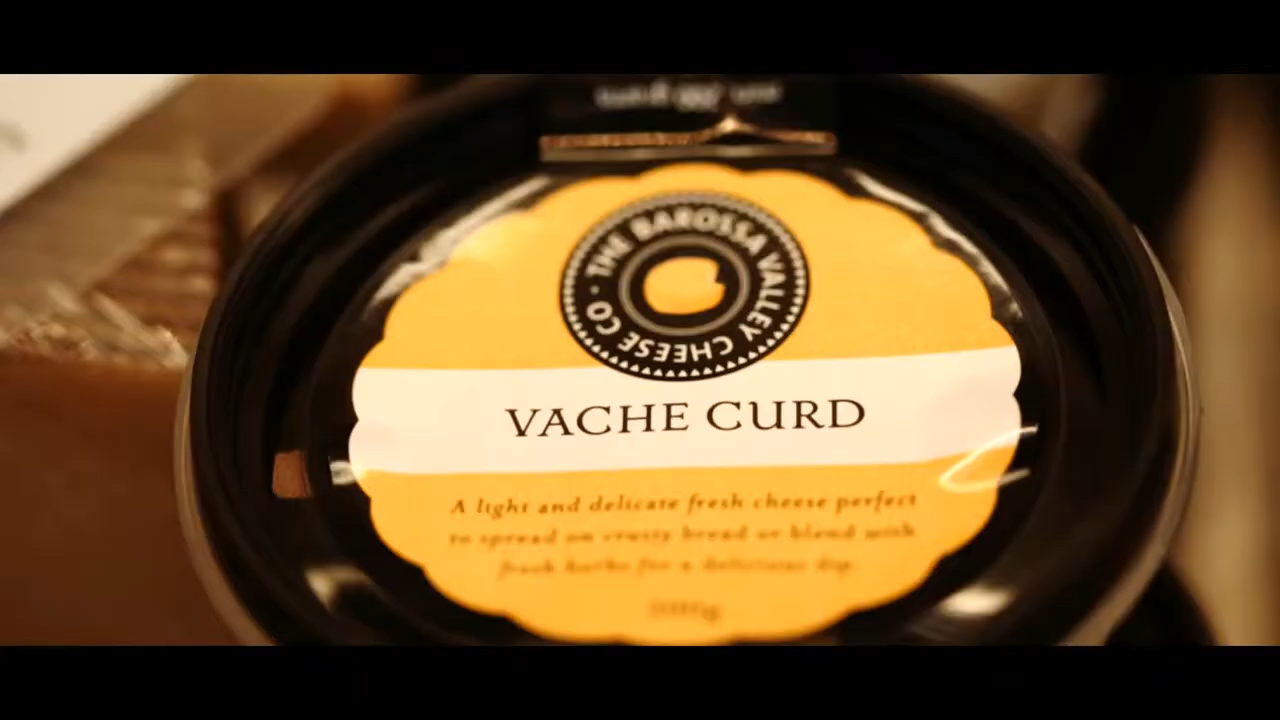 THE BAROSSA VALLEY CHEESE CO ·
VACHE CURD
A light and delicate fresh cheese perfect
to spread on crusty bread or blend with
fresh herbs for a delicious dip.